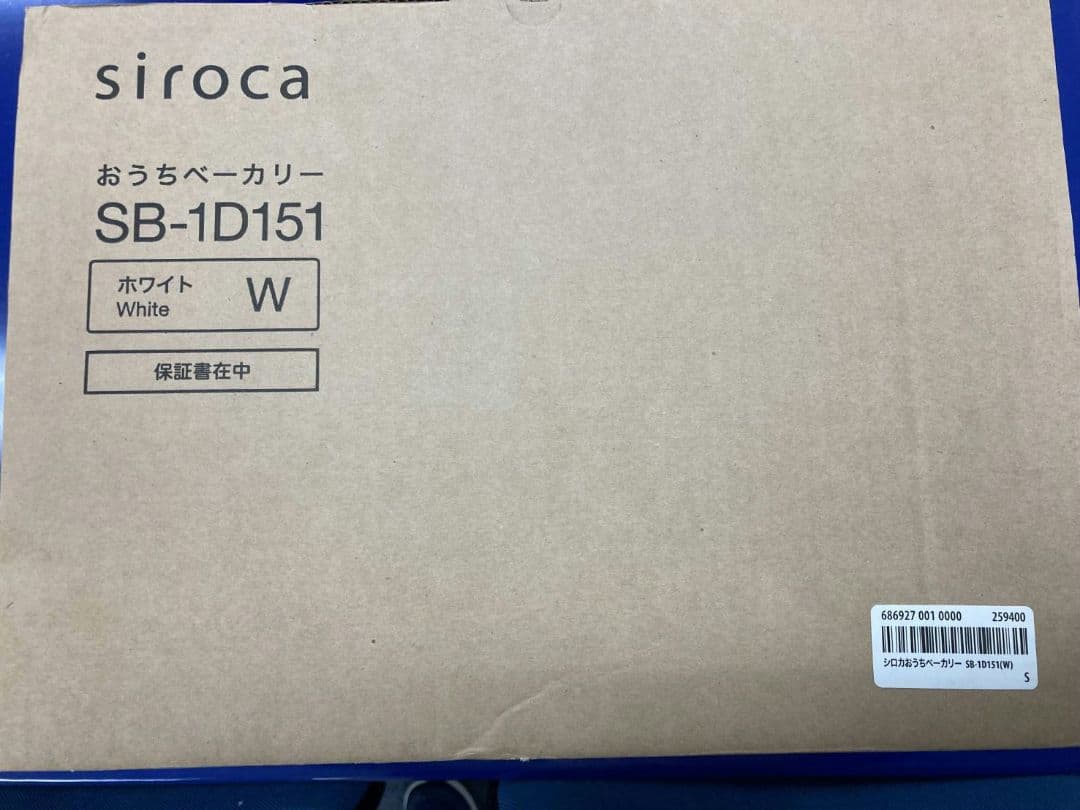 siroca
おうちベーカリー
SB-1D151
ホワイト W
White
保証書在中
686927 001 0000 259400
シロカおうちベーカリー SB-1D151(W)
S